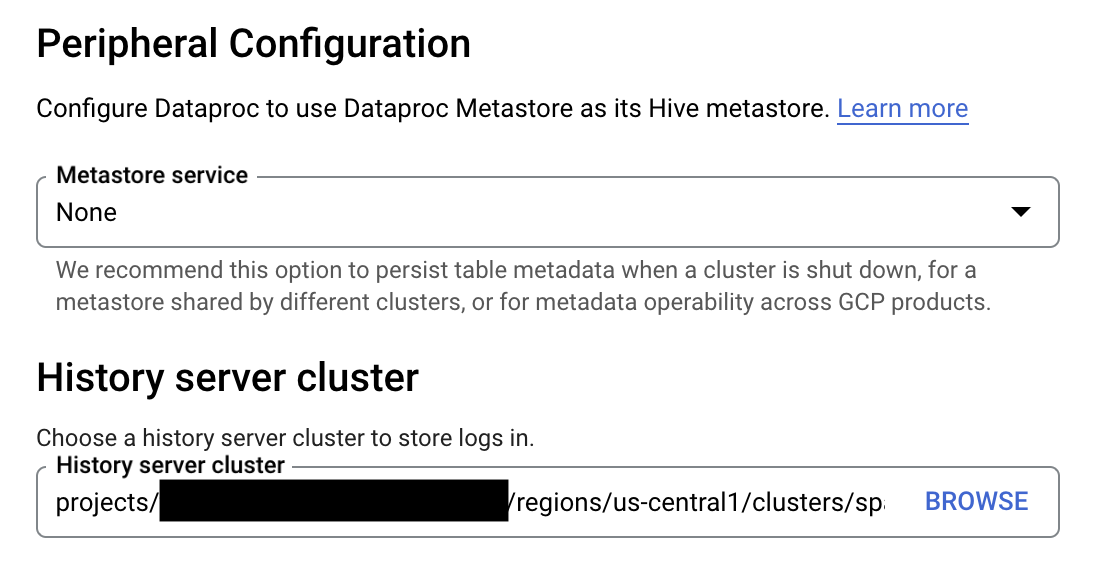 Peripheral Configuration
Configure Dataproc to use Dataproc Metastore as its Hive metastore. Learn more
Metastore service
None
We recommend this option to persist table metadata when a cluster is shut down, for a
metastore shared by different clusters, or for metadata operability across GCP products.
History server cluster
Choose a history server cluster to store logs in.
History server cluster
projects/ /regions/us-central1/clusters/sp BROWSE